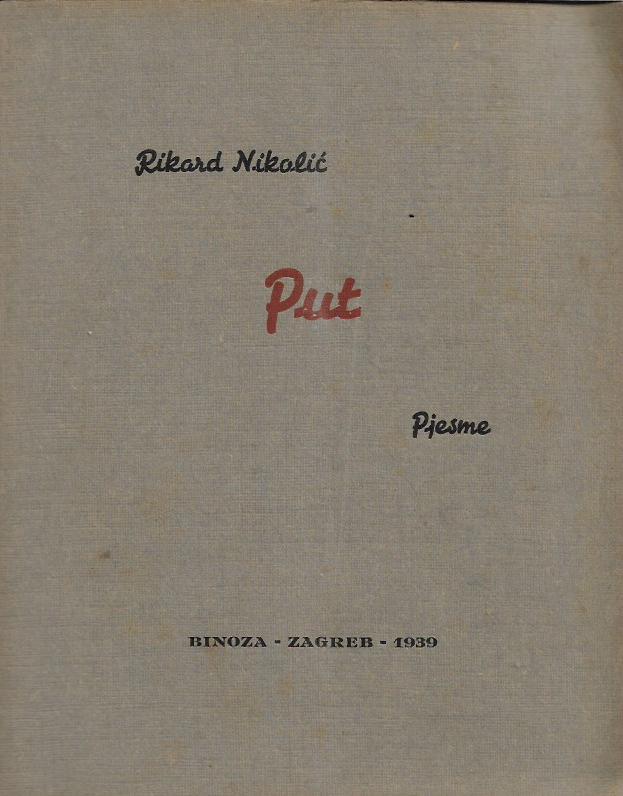 Rikard Nikolić
Put
Pjesme
BINOZA - ZAGREB - 1939